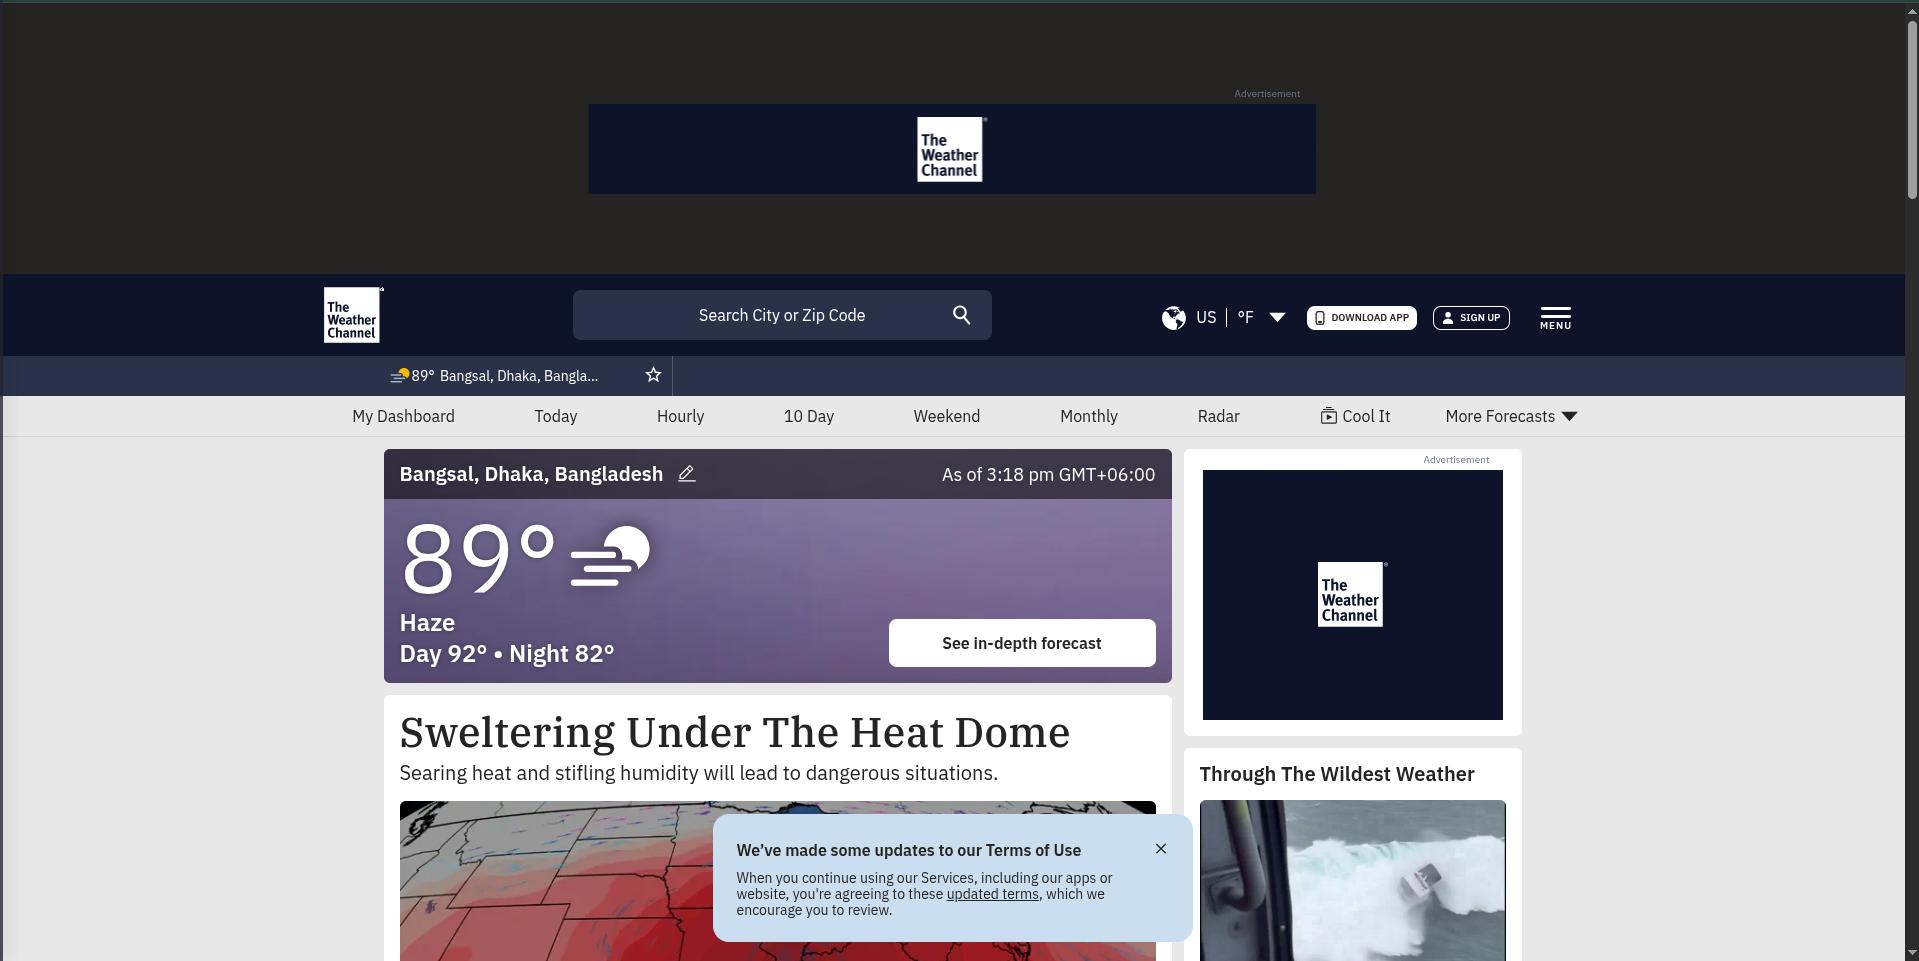 Advertisement
The
Weather
Channel
The
Weather
Channel
Search City or Zip Code
US
°F
DOWNLOAD APP
SIGN UP
MENU
89° Bangsal, Dhaka, Bangla...
My Dashboard
Today
Hourly
10 Day
Weekend
Monthly
Radar
Cool It
More Forecasts
Bangsal, Dhaka, Bangladesh
As of 3:18 pm GMT+06:00
89°
Haze
Day 92° • Night 82°
See in-depth forecast
Advertisement
The
Weather
Channel
Sweltering Under The Heat Dome
Searing heat and stifling humidity will lead to dangerous situations.
Through The Wildest Weather
We’ve made some updates to our Terms of Use
When you continue using our Services, including our apps or
website, you're agreeing to these updated terms, which we
encourage you to review.